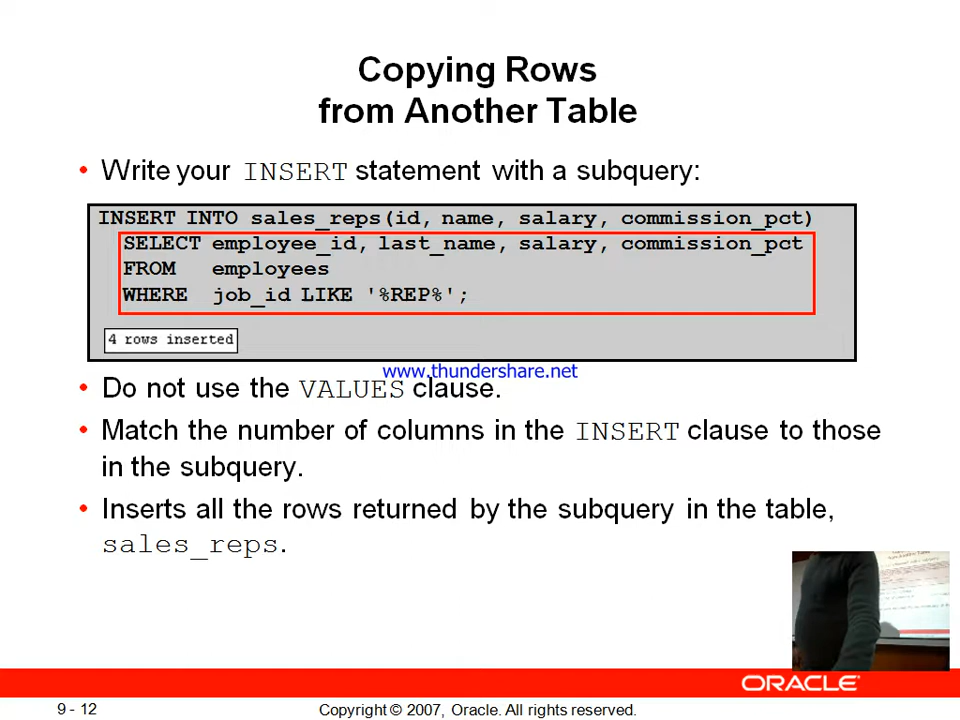 Copying Rows
from Another Table
• Write your INSERT statement with a subquery:
INSERT INTO sales_reps(id, name, salary, commission_pct)
SELECT employee_id, last_name, salary, commission_pct
FROM employees
WHERE job_id LIKE '%REP%';
4 rows inserted
www.thundershare.net
• Do not use the VALUES clause.
• Match the number of columns in the INSERT clause to those
in the subquery.
• Inserts all the rows returned by the subquery in the table,
sales_reps.
ORACLE
9 - 12
Copyright © 2007, Oracle. All rights reserved.